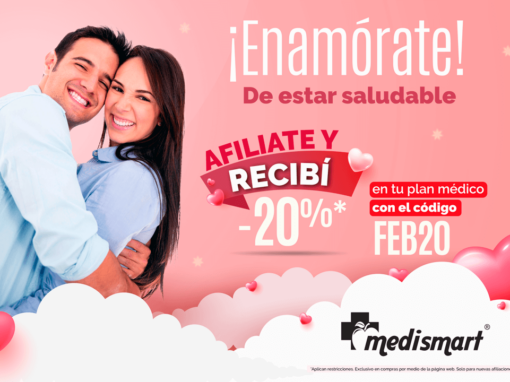 ¡Enamórate!
De estar saludable
AFILIATE Y
RECIBÍ
-20%*
en tu plan médico
con el código
FEB20
medismart®
*Aplican restricciones. Exclusivo en compras por medio de la página web. Solo para nuevas afiliaciones